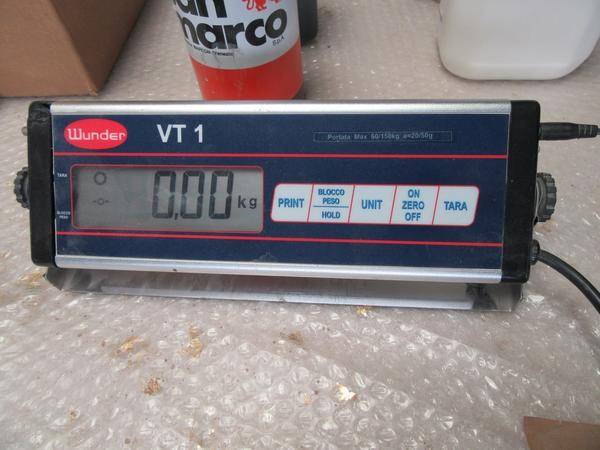 san
marco
S.p.A.
Wunder
VT 1
Portata Max 60/150kg e=20/50g
TARA
BLOCCO
PESO
0,00 kg
PRINT
BLOCCO
PESO
HOLD
UNIT
ON
ZERO
OFF
TARA